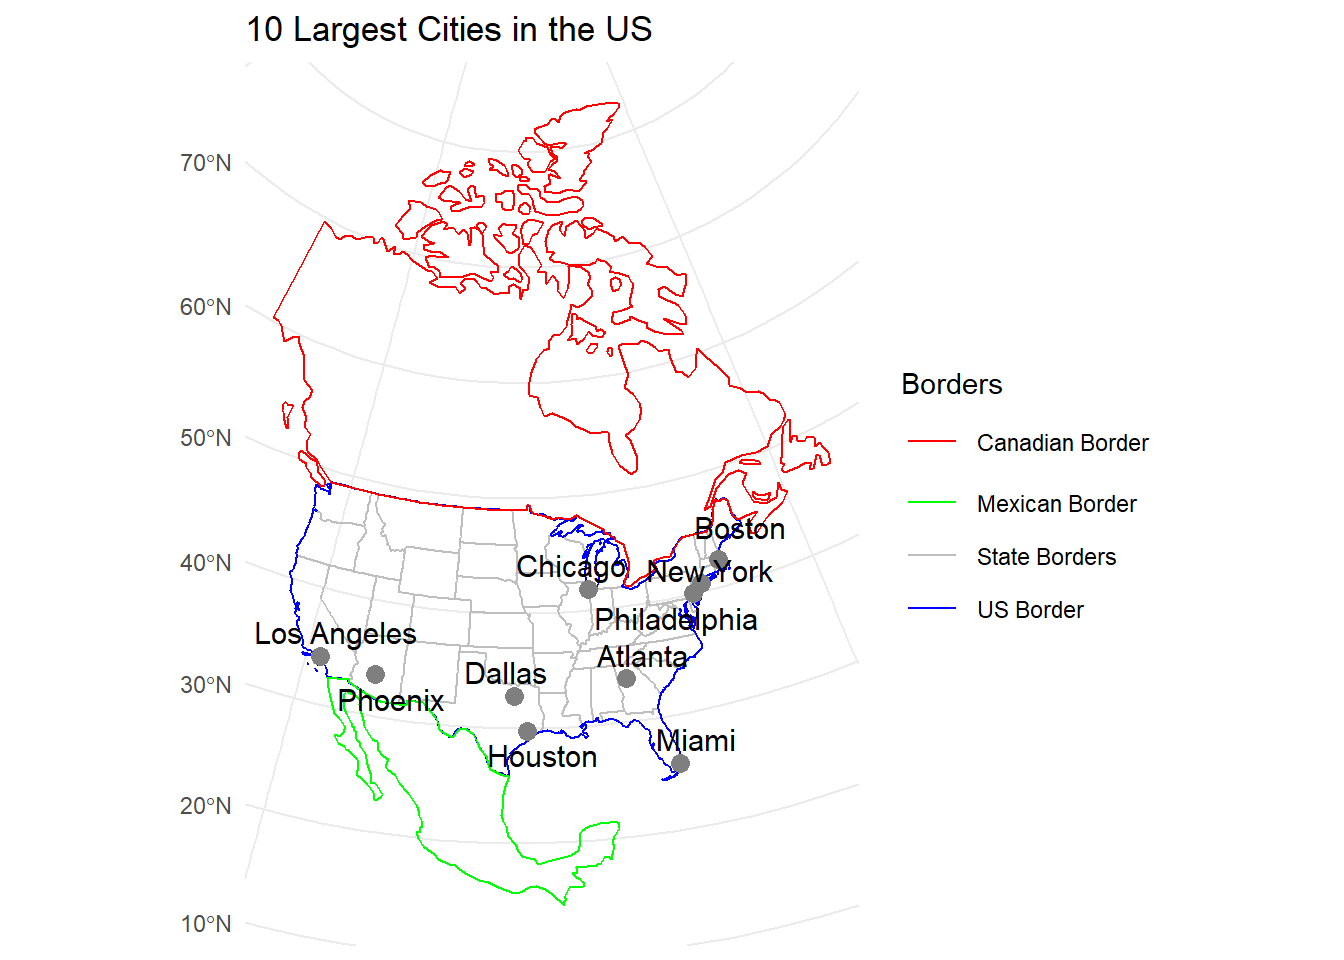 10 Largest Cities in the US
70°N
60°N
50°N
40°N
30°N
20°N
10°N
Boston
Chicago
New York
Philadelphia
Los Angeles
Atlanta
Dallas
Phoenix
Miami
Houston
Borders
Canadian Border
Mexican Border
State Borders
US Border